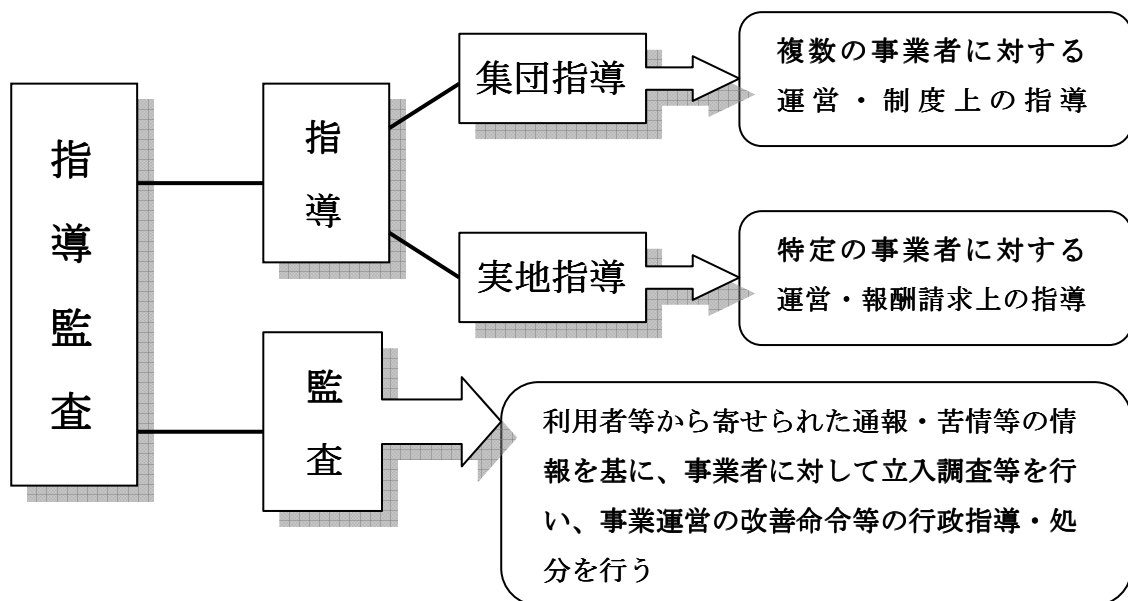 指導監査
指導
集団指導
複数の事業者に対する
運営・制度上の指導
実地指導
特定の事業者に対する
運営・報酬請求上の指導
監査
利用者等から寄せられた通報・苦情等の情
報を基に、事業者に対して立入調査等を行
い、事業運営の改善命令等の行政指導・処
分を行う